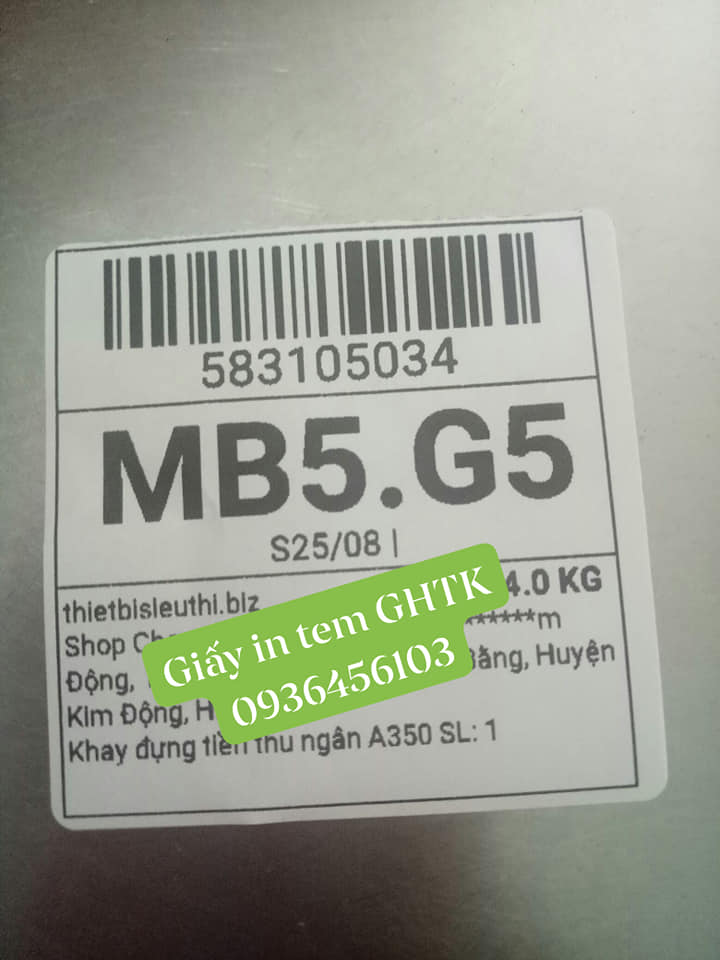 583105034
MB5.G5
S25/08 |
thietbisleuthi.biz
4.0 KG
Shop
******m
Động,
Bằng, Huyện
Kim Động, H
Khay đựng tiền thu ngân A350 SL: 1
Giấy in tem GHTK
0936456103